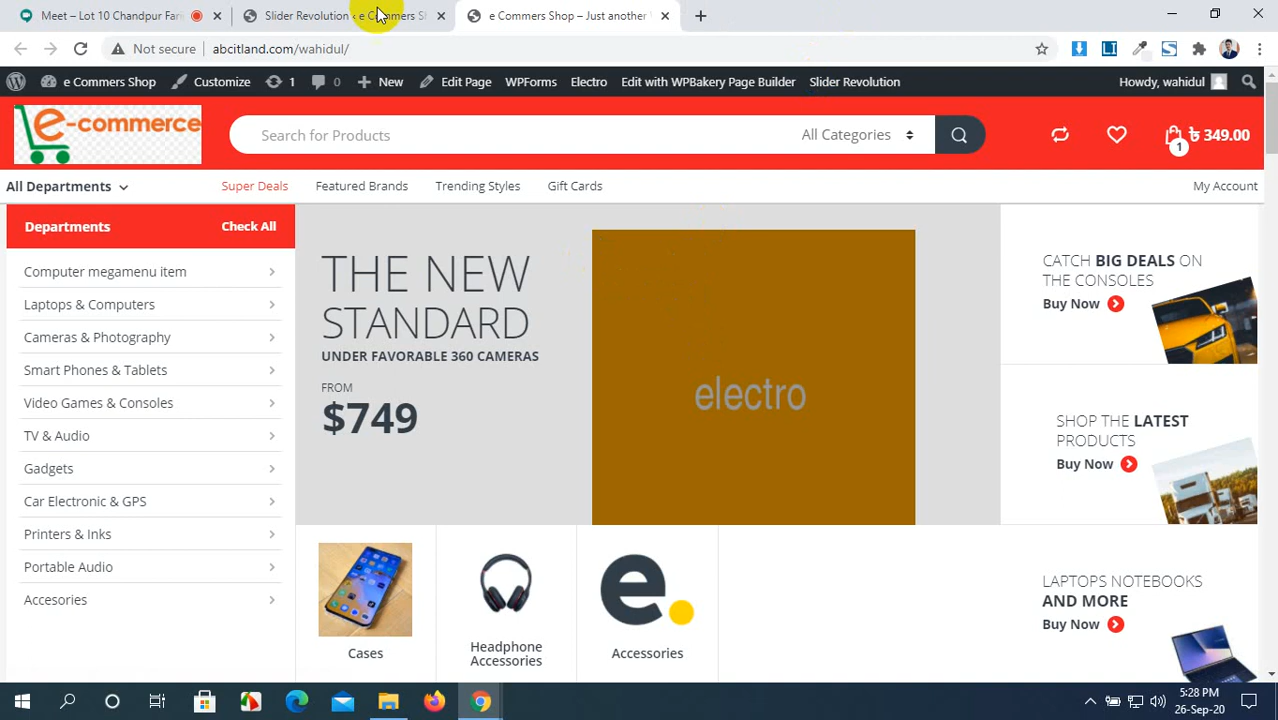 Meet – Lot 10 Chandpur Far
Slider Revolution ‹ e Commers S
e Commers Shop – Just another
Not secure
abcitland.com/wahidul/
e Commers Shop
Customize
1
0
New
Edit Page
WPForms
Electro
Edit with WPBakery Page Builder
Slider Revolution
Howdy, wahidul
e-commerce
Search for Products
All Categories
৳ 349.00
1
All Departments
Super Deals
Featured Brands
Trending Styles
Gift Cards
My Account
Departments
Check All
Computer megamenu item
Laptops & Computers
Cameras & Photography
Smart Phones & Tablets
Video Games & Consoles
TV & Audio
Gadgets
Car Electronic & GPS
Printers & Inks
Portable Audio
Accesories
THE NEW
STANDARD
UNDER FAVORABLE 360 CAMERAS
FROM
$749
electro
CATCH BIG DEALS ON
THE CONSOLES
Buy Now
SHOP THE LATEST
PRODUCTS
Buy Now
LAPTOPS NOTEBOOKS
AND MORE
Buy Now
Cases
Headphone
Accessories
e
Accessories
5:28 PM
26-Sep-20